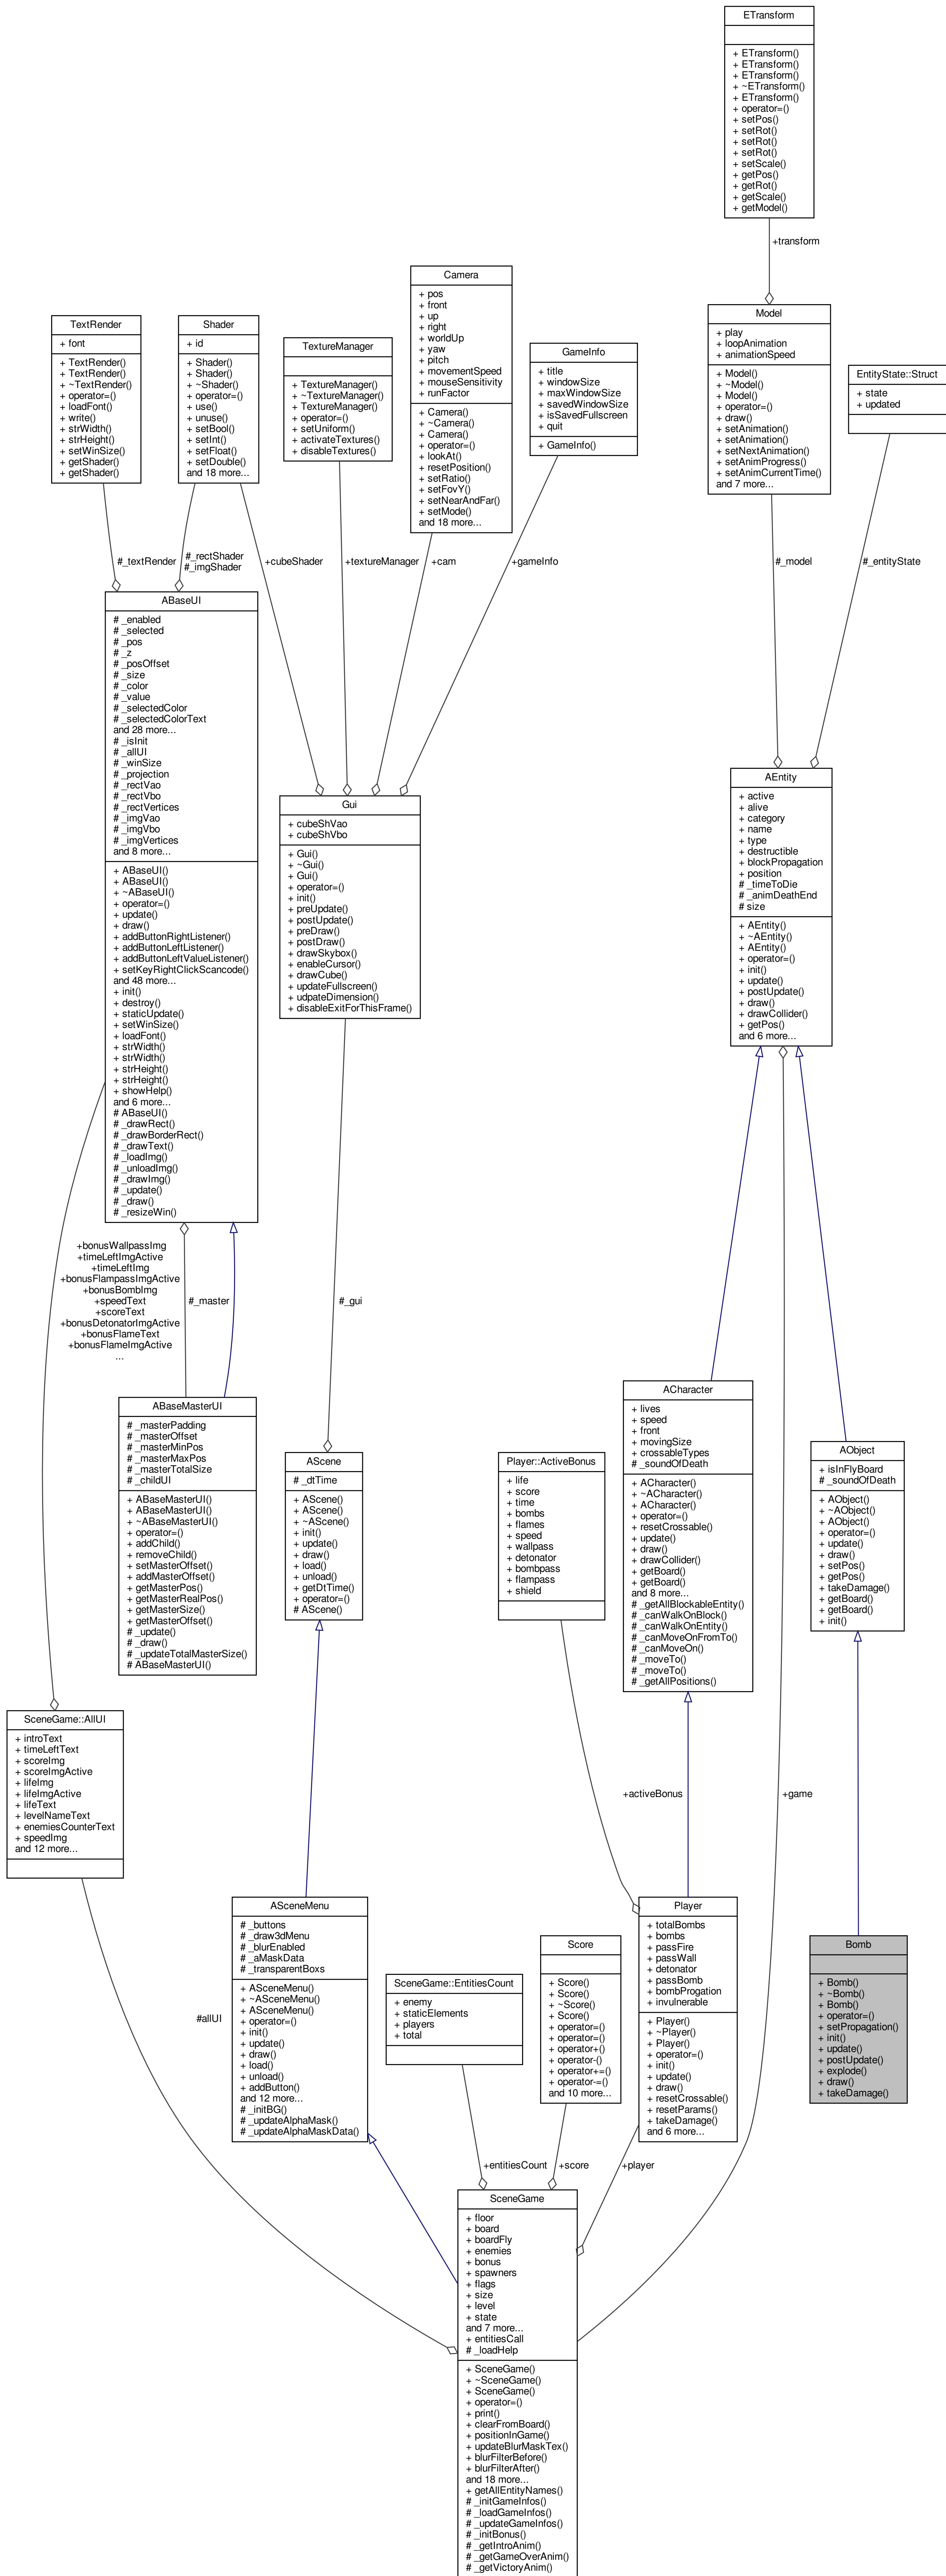 ETransform
+ ETransform()
+ ETransform()
+ ETransform()
+ ~ETransform()
+ ETransform()
+ operator=()
+ setPos()
+ setRot()
+ setRot()
+ setRot()
+ setScale()
+ getPos()
+ getRot()
+ getScale()
+ getModel()
+transform
Camera
+ pos
+ front
+ up
+ right
+ worldUp
+ yaw
+ pitch
+ movementSpeed
+ mouseSensitivity
+ runFactor
+ Camera()
+ ~Camera()
+ Camera()
+ operator=()
+ lookAt()
+ resetPosition()
+ setRatio()
+ setFovY()
+ setNearAndFar()
+ setMode()
and 18 more...
Model
+ play
+ loopAnimation
+ animationSpeed
+ Model()
+ ~Model()
+ Model()
+ operator=()
+ draw()
+ setAnimation()
+ setAnimation()
+ setNextAnimation()
+ setAnimProgress()
+ setAnimCurrentTime()
and 7 more...
TextRender
+ font
+ TextRender()
+ TextRender()
+ ~TextRender()
+ operator=()
+ loadFont()
+ write()
+ strWidth()
+ strHeight()
+ setWinSize()
+ getShader()
+ getShader()
Shader
+ id
+ Shader()
+ Shader()
+ ~Shader()
+ operator=()
+ use()
+ unuse()
+ setBool()
+ setInt()
+ setFloat()
+ setDouble()
and 18 more...
TextureManager
+ TextureManager()
+ ~TextureManager()
+ TextureManager()
+ operator=()
+ setUniform()
+ activateTextures()
+ disableTextures()
GameInfo
+ title
+ windowSize
+ maxWindowSize
+ savedWindowSize
+ isSavedFullscreen
+ quit
+ GameInfo()
EntityState::Struct
+ state
+ updated
#_textRender
#_rectShader
#_imgShader
+cubeShader
+textureManager
+cam
+gameInfo
#_model
#_entityState
ABaseUI
# _enabled
# _selected
# _pos
# _z
# _posOffset
# _size
# _color
# _value
# _selectedColor
# _selectedColorText
and 28 more...
# _isInit
# _allUI
# _winSize
# _projection
# _rectVao
# _rectVbo
# _rectVertices
# _imgVao
# _imgVbo
# _imgVertices
and 8 more...
+ ABaseUI()
+ ABaseUI()
+ ~ABaseUI()
+ operator=()
+ update()
+ draw()
+ addButtonRightListener()
+ addButtonLeftListener()
+ addButtonLeftValueListener()
+ setKeyRightClickScancode()
and 48 more...
+ init()
+ destroy()
+ staticUpdate()
+ setWinSize()
+ loadFont()
+ strWidth()
+ strWidth()
+ strHeight()
+ strHeight()
+ showHelp()
and 6 more...
# ABaseUI()
# _drawRect()
# _drawBorderRect()
# _drawText()
# _loadImg()
# _unloadImg()
# _drawImg()
# _update()
# _draw()
# _resizeWin()
Gui
+ cubeShVao
+ cubeShVbo
+ Gui()
+ ~Gui()
+ Gui()
+ operator=()
+ init()
+ preUpdate()
+ postUpdate()
+ preDraw()
+ postDraw()
+ drawSkybox()
+ enableCursor()
+ drawCube()
+ updateFullscreen()
+ udpateDimension()
+ disableExitForThisFrame()
AEntity
+ active
+ alive
+ category
+ name
+ type
+ destructible
+ blockPropagation
+ position
# _timeToDie
# _animDeathEnd
# size
+ AEntity()
+ ~AEntity()
+ AEntity()
+ operator=()
+ init()
+ update()
+ postUpdate()
+ draw()
+ drawCollider()
+ getPos()
and 6 more...
+bonusWallpassImg
+timeLeftImgActive
+timeLeftImg
+bonusFlampassImgActive
+bonusBombImg
+speedText
+scoreText
+bonusDetonatorImgActive
+bonusFlameText
+bonusFlameImgActive
...
#_master
#_gui
ABaseMasterUI
# _masterPadding
# _masterOffset
# _masterMinPos
# _masterMaxPos
# _masterTotalSize
# _childUI
+ ABaseMasterUI()
+ ABaseMasterUI()
+ ~ABaseMasterUI()
+ operator=()
+ addChild()
+ removeChild()
+ setMasterOffset()
+ addMasterOffset()
+ getMasterPos()
+ getMasterRealPos()
+ getMasterSize()
+ getMasterOffset()
# _update()
# _draw()
# _updateTotalMasterSize()
# ABaseMasterUI()
AScene
# _dtTime
+ AScene()
+ AScene()
+ ~AScene()
+ init()
+ update()
+ draw()
+ load()
+ unload()
+ getDtTime()
+ operator=()
# AScene()
Player::ActiveBonus
+ life
+ score
+ time
+ bombs
+ flames
+ speed
+ wallpass
+ detonator
+ bombpass
+ flampass
+ shield
ACharacter
+ lives
+ speed
+ front
+ movingSize
+ crossableTypes
# _soundOfDeath
+ ACharacter()
+ ~ACharacter()
+ ACharacter()
+ operator=()
+ resetCrossable()
+ update()
+ draw()
+ drawCollider()
+ getBoard()
+ getBoard()
and 8 more...
# _getAllBlockableEntity()
# _canWalkOnBlock()
# _canWalkOnEntity()
# _canMoveOnFromTo()
# _canMoveOn()
# _moveTo()
# _moveTo()
# _getAllPositions()
AObject
+ isInFlyBoard
# _soundOfDeath
+ AObject()
+ ~AObject()
+ AObject()
+ operator=()
+ update()
+ draw()
+ setPos()
+ getPos()
+ takeDamage()
+ getBoard()
+ getBoard()
+ init()
SceneGame::AllUI
+ introText
+ timeLeftText
+ scoreImg
+ scoreImgActive
+ lifeImg
+ lifeImgActive
+ lifeText
+ levelNameText
+ enemiesCounterText
+ speedImg
and 12 more...
+activeBonus
+game
#allUI
ASceneMenu
# _buttons
# _draw3dMenu
# _blurEnabled
# _aMaskData
# _transparentBoxs
+ ASceneMenu()
+ ~ASceneMenu()
+ ASceneMenu()
+ operator=()
+ init()
+ update()
+ draw()
+ load()
+ unload()
+ addButton()
and 12 more...
# _initBG()
# _updateAlphaMask()
# _updateAlphaMaskData()
SceneGame::EntitiesCount
+ enemy
+ staticElements
+ players
+ total
Score
+ Score()
+ Score()
+ ~Score()
+ Score()
+ operator=()
+ operator=()
+ operator+()
+ operator-()
+ operator+=()
+ operator-=()
and 10 more...
Player
+ totalBombs
+ bombs
+ passFire
+ passWall
+ detonator
+ passBomb
+ bombProgation
+ invulnerable
+ Player()
+ ~Player()
+ Player()
+ operator=()
+ init()
+ update()
+ draw()
+ resetCrossable()
+ resetParams()
+ takeDamage()
and 6 more...
Bomb
+ Bomb()
+ ~Bomb()
+ Bomb()
+ operator=()
+ setPropagation()
+ init()
+ update()
+ postUpdate()
+ explode()
+ draw()
+ takeDamage()
+entitiesCount
+score
+player
SceneGame
+ floor
+ board
+ boardFly
+ enemies
+ bonus
+ spawners
+ flags
+ size
+ level
+ state
and 7 more...
+ entitiesCall
# _loadHelp
+ SceneGame()
+ ~SceneGame()
+ SceneGame()
+ operator=()
+ print()
+ clearFromBoard()
+ positionInGame()
+ updateBlurMaskTex()
+ blurFilterBefore()
+ blurFilterAfter()
and 18 more...
+ getAllEntityNames()
# _initGameInfos()
# _loadGameInfos()
# _updateGameInfos()
# _initBonus()
# _getIntroAnim()
# _getGameOverAnim()
# _getVictoryAnim()